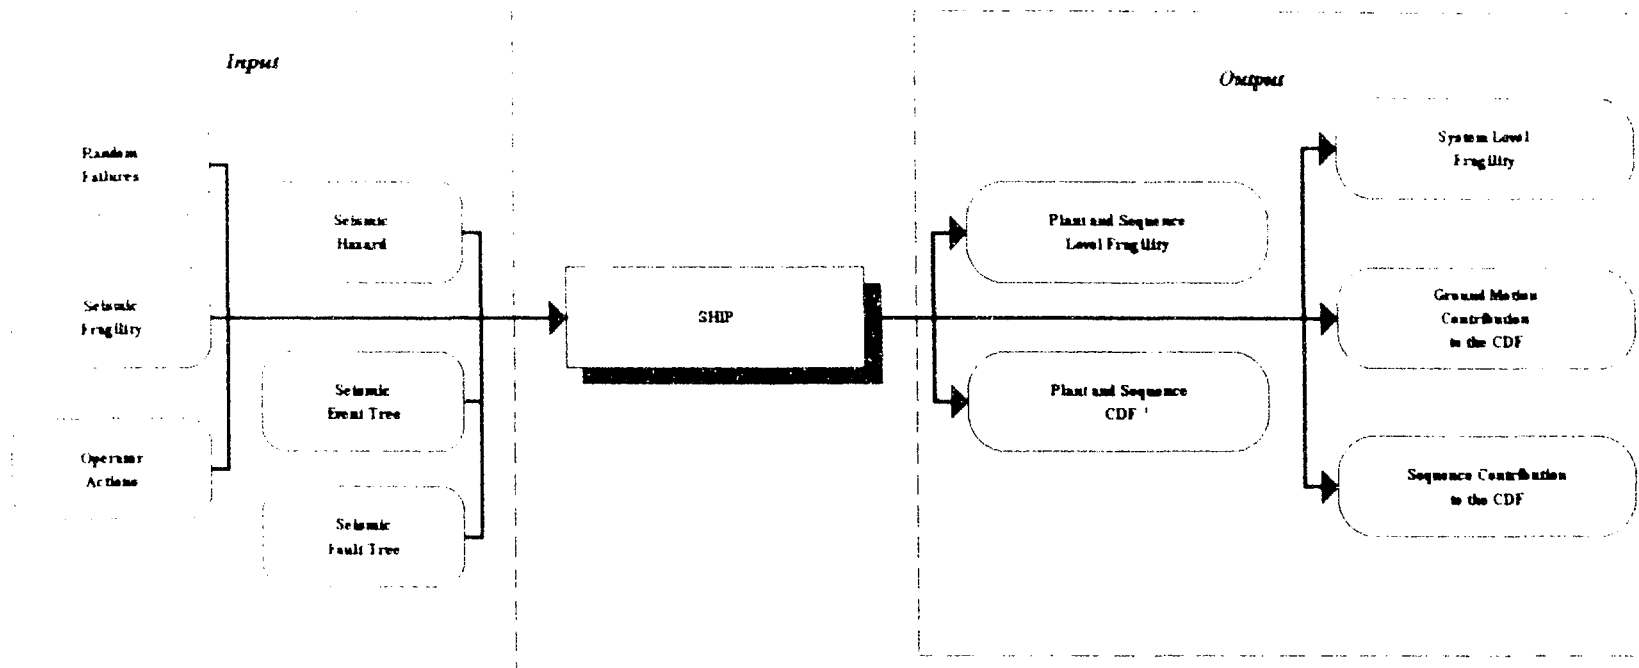 Input
Random
Failures
Seismic
Fragility
Operator
Actions
Seismic
Hazard
Seismic
Event Tree
Seismic
Fault Tree
SHIP
Output
Plant and Sequence
Level Fragility
Plant and Sequence
CDF
System Level
Fragility
Ground Motion
Contribution
to the CDF
Sequence Contribution
to the CDF